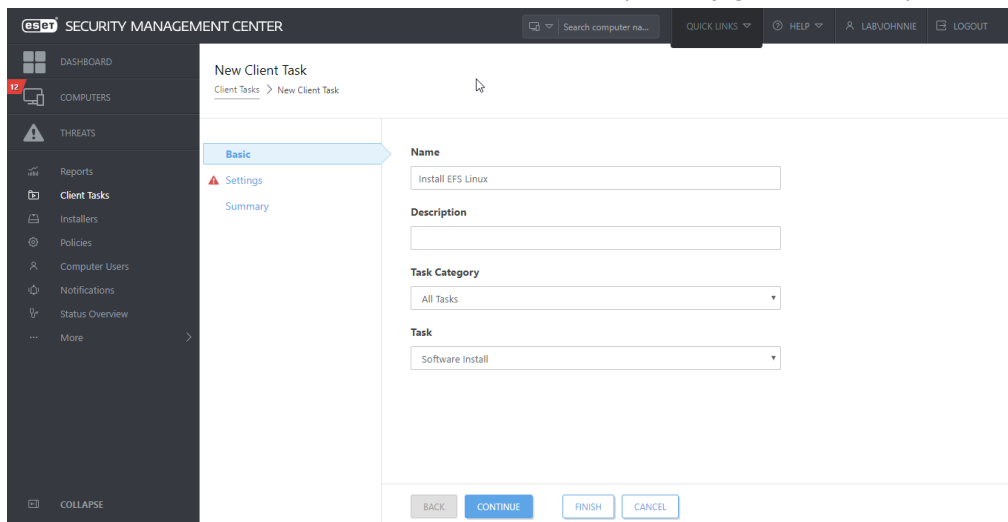 eset SECURITY MANAGEMENT CENTER
Search computer na...
QUICK LINKS
HELP
LAB\JOHNNIE
LOGOUT
DASHBOARD
12
COMPUTERS
THREATS
Reports
Client Tasks
Installers
Policies
Computer Users
Notifications
Status Overview
More
COLLAPSE
New Client Task
Client Tasks > New Client Task
Basic
Settings
Summary
Name
Install EFS Linux
Description
Task Category
All Tasks
Task
Software Install
BACK
CONTINUE
FINISH
CANCEL